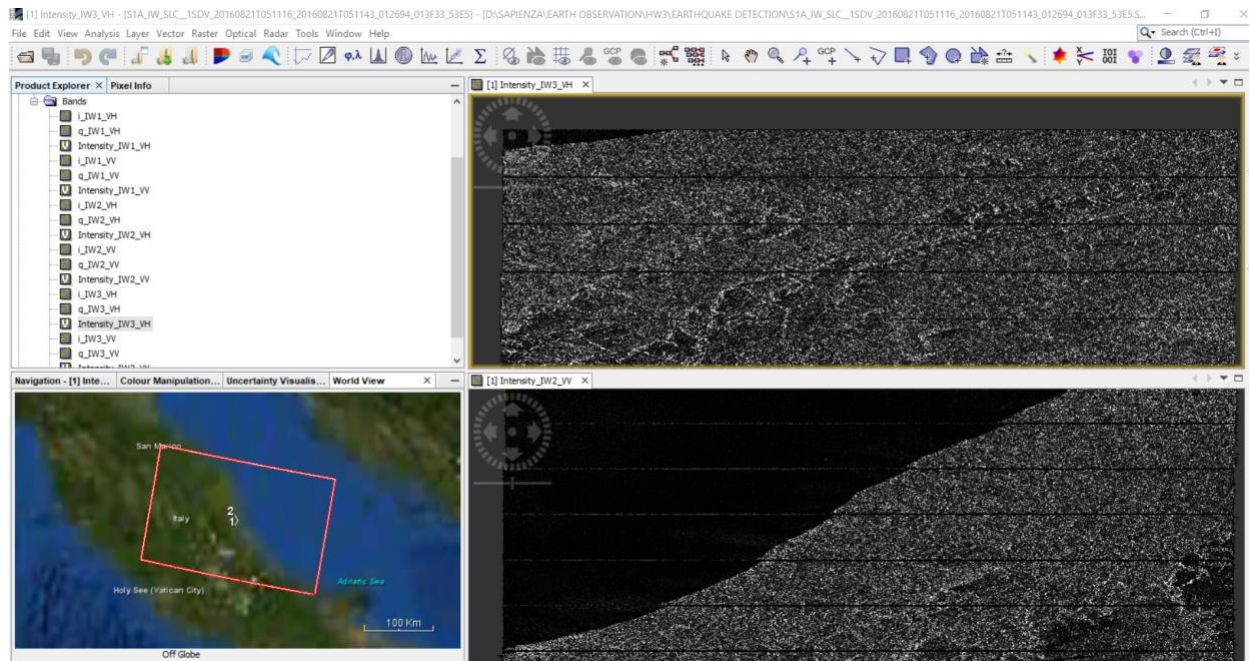 [1] Intensity_IW3_VH - [S1A_IW_SLC__1SDV_20160821T051116_20160821T051143_012694_013F33_53E5] - [D:\SAPIENZA\EARTH OBSERVATION\HW3\EARTHQUAKE DETECTION\S1A_IW_SLC__1SDV_20160821T051116_20160821T051143_012694_013F33_53E5.S...
File Edit View Analysis Layer Vector Raster Optical Radar Tools Window Help
Search (Ctrl+I)
Product Explorer Pixel Info
[1] Intensity_IW3_VH
Bands
i_IW1_VH
q_IW1_VH
Intensity_IW1_VH
i_IW1_VV
q_IW1_VV
Intensity_IW1_VV
i_IW2_VH
q_IW2_VH
Intensity_IW2_VH
i_IW2_VV
q_IW2_VV
Intensity_IW2_VV
i_IW3_VH
q_IW3_VH
Intensity_IW3_VH
i_IW3_VV
q_IW3_VV
Navigation - [1] Inte... Colour Manipulation... Uncertainty Visualis... World View
[1] Intensity_IW2_VV
San Marino
Italy
2
1
Adriatic Sea
Holy See (Vatican City)
100 Km
Off Globe